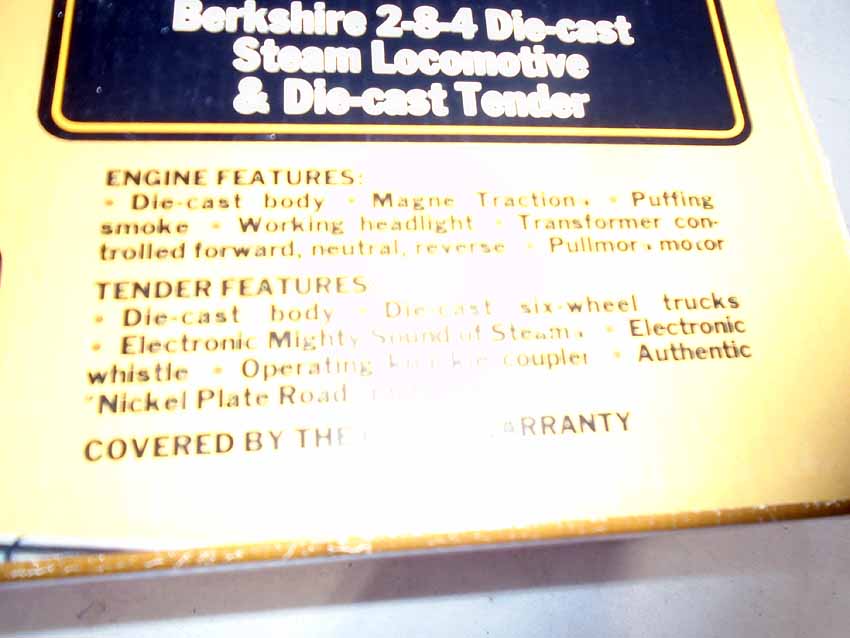 Berkshire 2-8-4 Die-cast
Steam Locomotive
& Die-cast Tender
ENGINE FEATURES:
• Die-cast body • Magne Traction • Puffing
smoke • Working headlight • Transformer con-
trolled forward, neutral, reverse • Pullmor motor
TENDER FEATURES
• Die-cast body • Die-cast six-wheel trucks
• Electronic Mighty Sound of Steam • Electronic
whistle • Operating knuckle coupler • Authentic
"Nickel Plate Road
COVERED BY THE WARRANTY